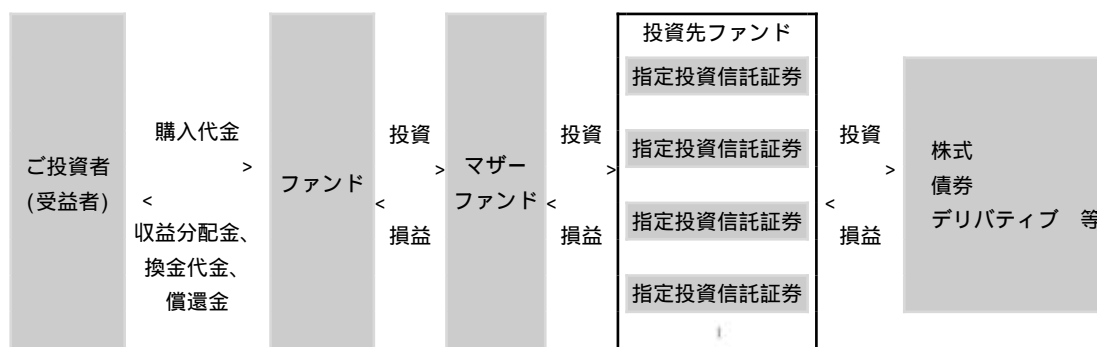 ご投資者
(受益者)
購入代金
>
<
収益分配金、
換金代金、
償還金
ファンド
投資
>
<
損益
マザー
ファンド
投資
>
<
損益
投資先ファンド
指定投資信託証券
指定投資信託証券
指定投資信託証券
指定投資信託証券
投資
>
<
損益
株式
債券
デリバティブ 等